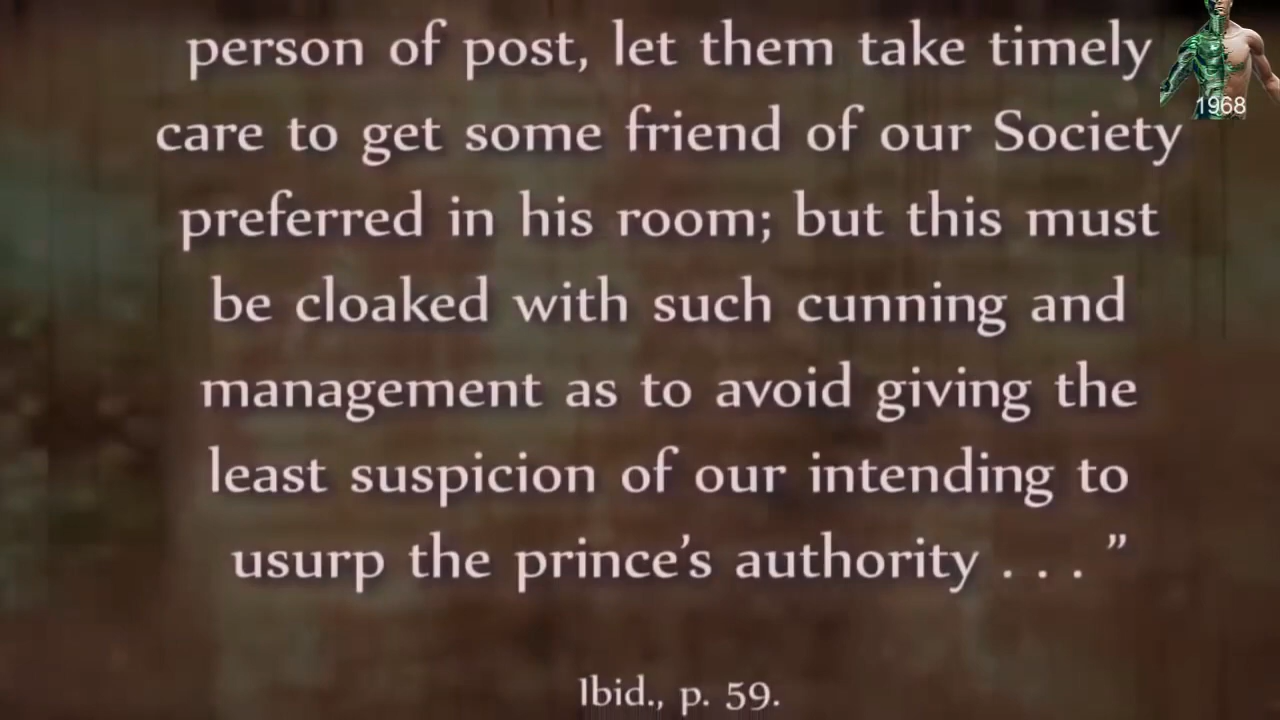 person of post, let them take timely
1968
care to get some friend of our Society
preferred in his room; but this must
be cloaked with such cunning and
management as to avoid giving the
least suspicion of our intending to
usurp the prince’s authority . . . ”
Ibid., p. 59.